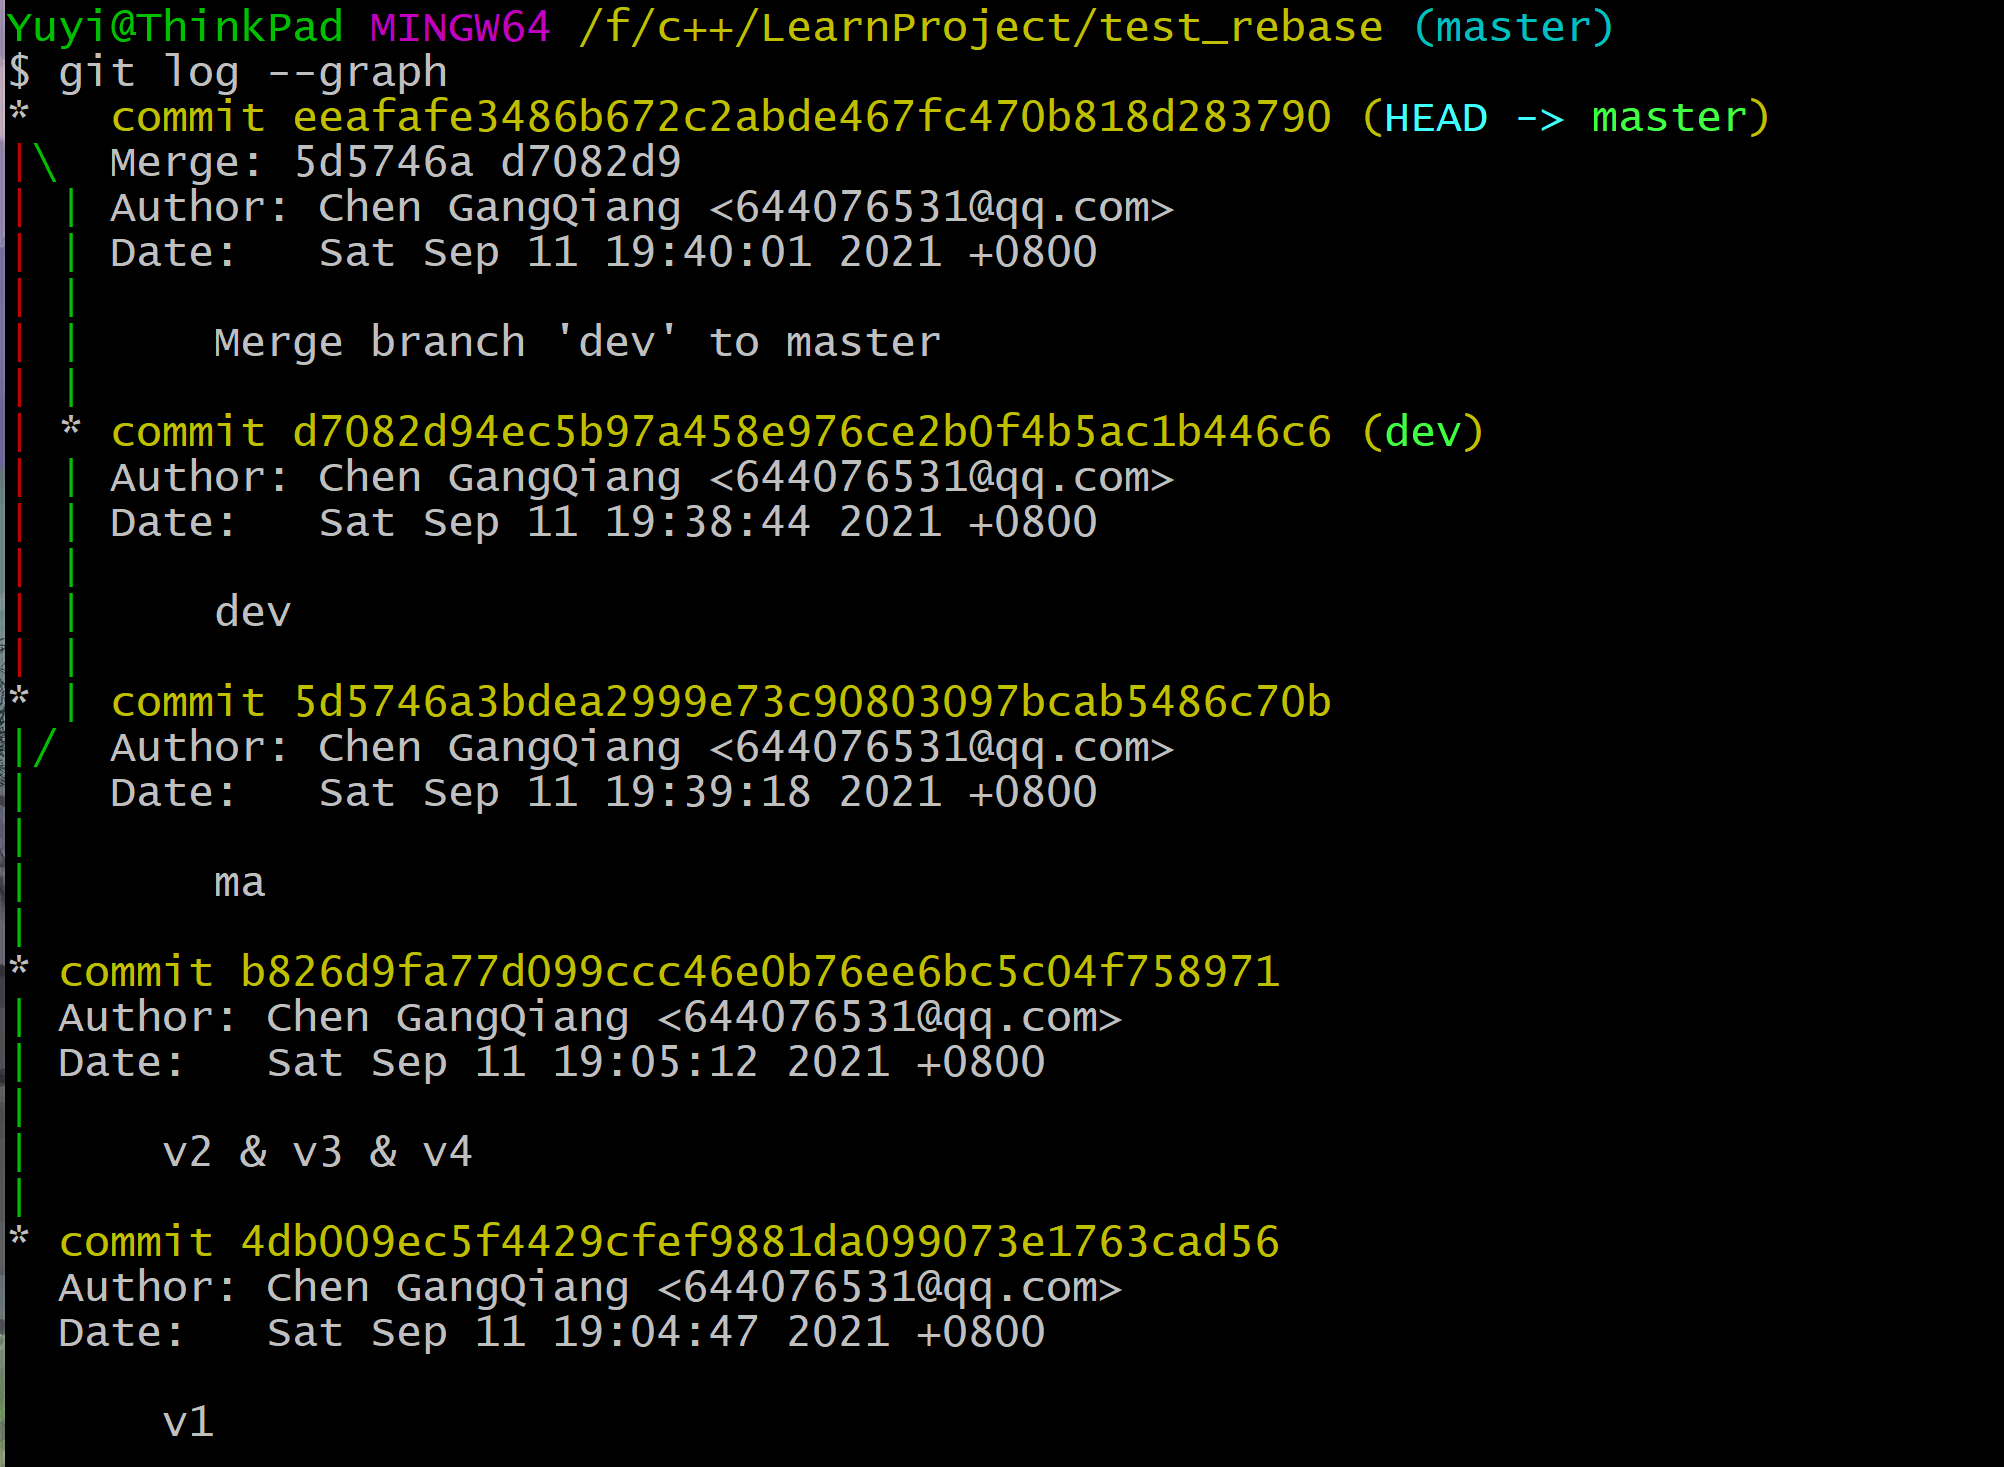 Yuyi@ThinkPad MINGW64 /f/c++/LearnProject/test_rebase (master)
$ git log --graph
*   commit eeafafe3486b672c2abde467fc470b818d283790 (HEAD -> master)
|\  Merge: 5d5746a d7082d9
| | Author: Chen GangQiang <644076531@qq.com>
| | Date:   Sat Sep 11 19:40:01 2021 +0800
| |
| |     Merge branch 'dev' to master
| |
| * commit d7082d94ec5b97a458e976ce2b0f4b5ac1b446c6 (dev)
| | Author: Chen GangQiang <644076531@qq.com>
| | Date:   Sat Sep 11 19:38:44 2021 +0800
| |
| |     dev
| |
* | commit 5d5746a3bdea2999e73c90803097bcab5486c70b
|/  Author: Chen GangQiang <644076531@qq.com>
|   Date:   Sat Sep 11 19:39:18 2021 +0800
|
|       ma
|
* commit b826d9fa77d099ccc46e0b76ee6bc5c04f758971
| Author: Chen GangQiang <644076531@qq.com>
| Date:   Sat Sep 11 19:05:12 2021 +0800
|
|     v2 & v3 & v4
|
* commit 4db009ec5f4429cfef9881da099073e1763cad56
  Author: Chen GangQiang <644076531@qq.com>
  Date:   Sat Sep 11 19:04:47 2021 +0800

      v1